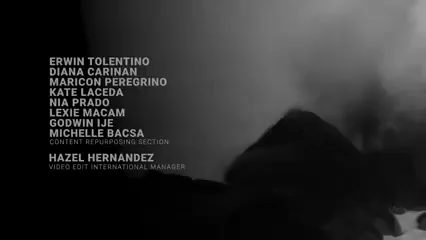 ERWIN TOLENTINO
DIANA CARINAN
MARICON PEREGRINO
KATE LACEDA
NIA PRADO
LEXIE MACAM
GODWIN IJE
MICHELLE BACSA
CONTENT REPURPOSING SECTION
HAZEL HERNANDEZ
VIDEO EDIT INTERNATIONAL MANAGER